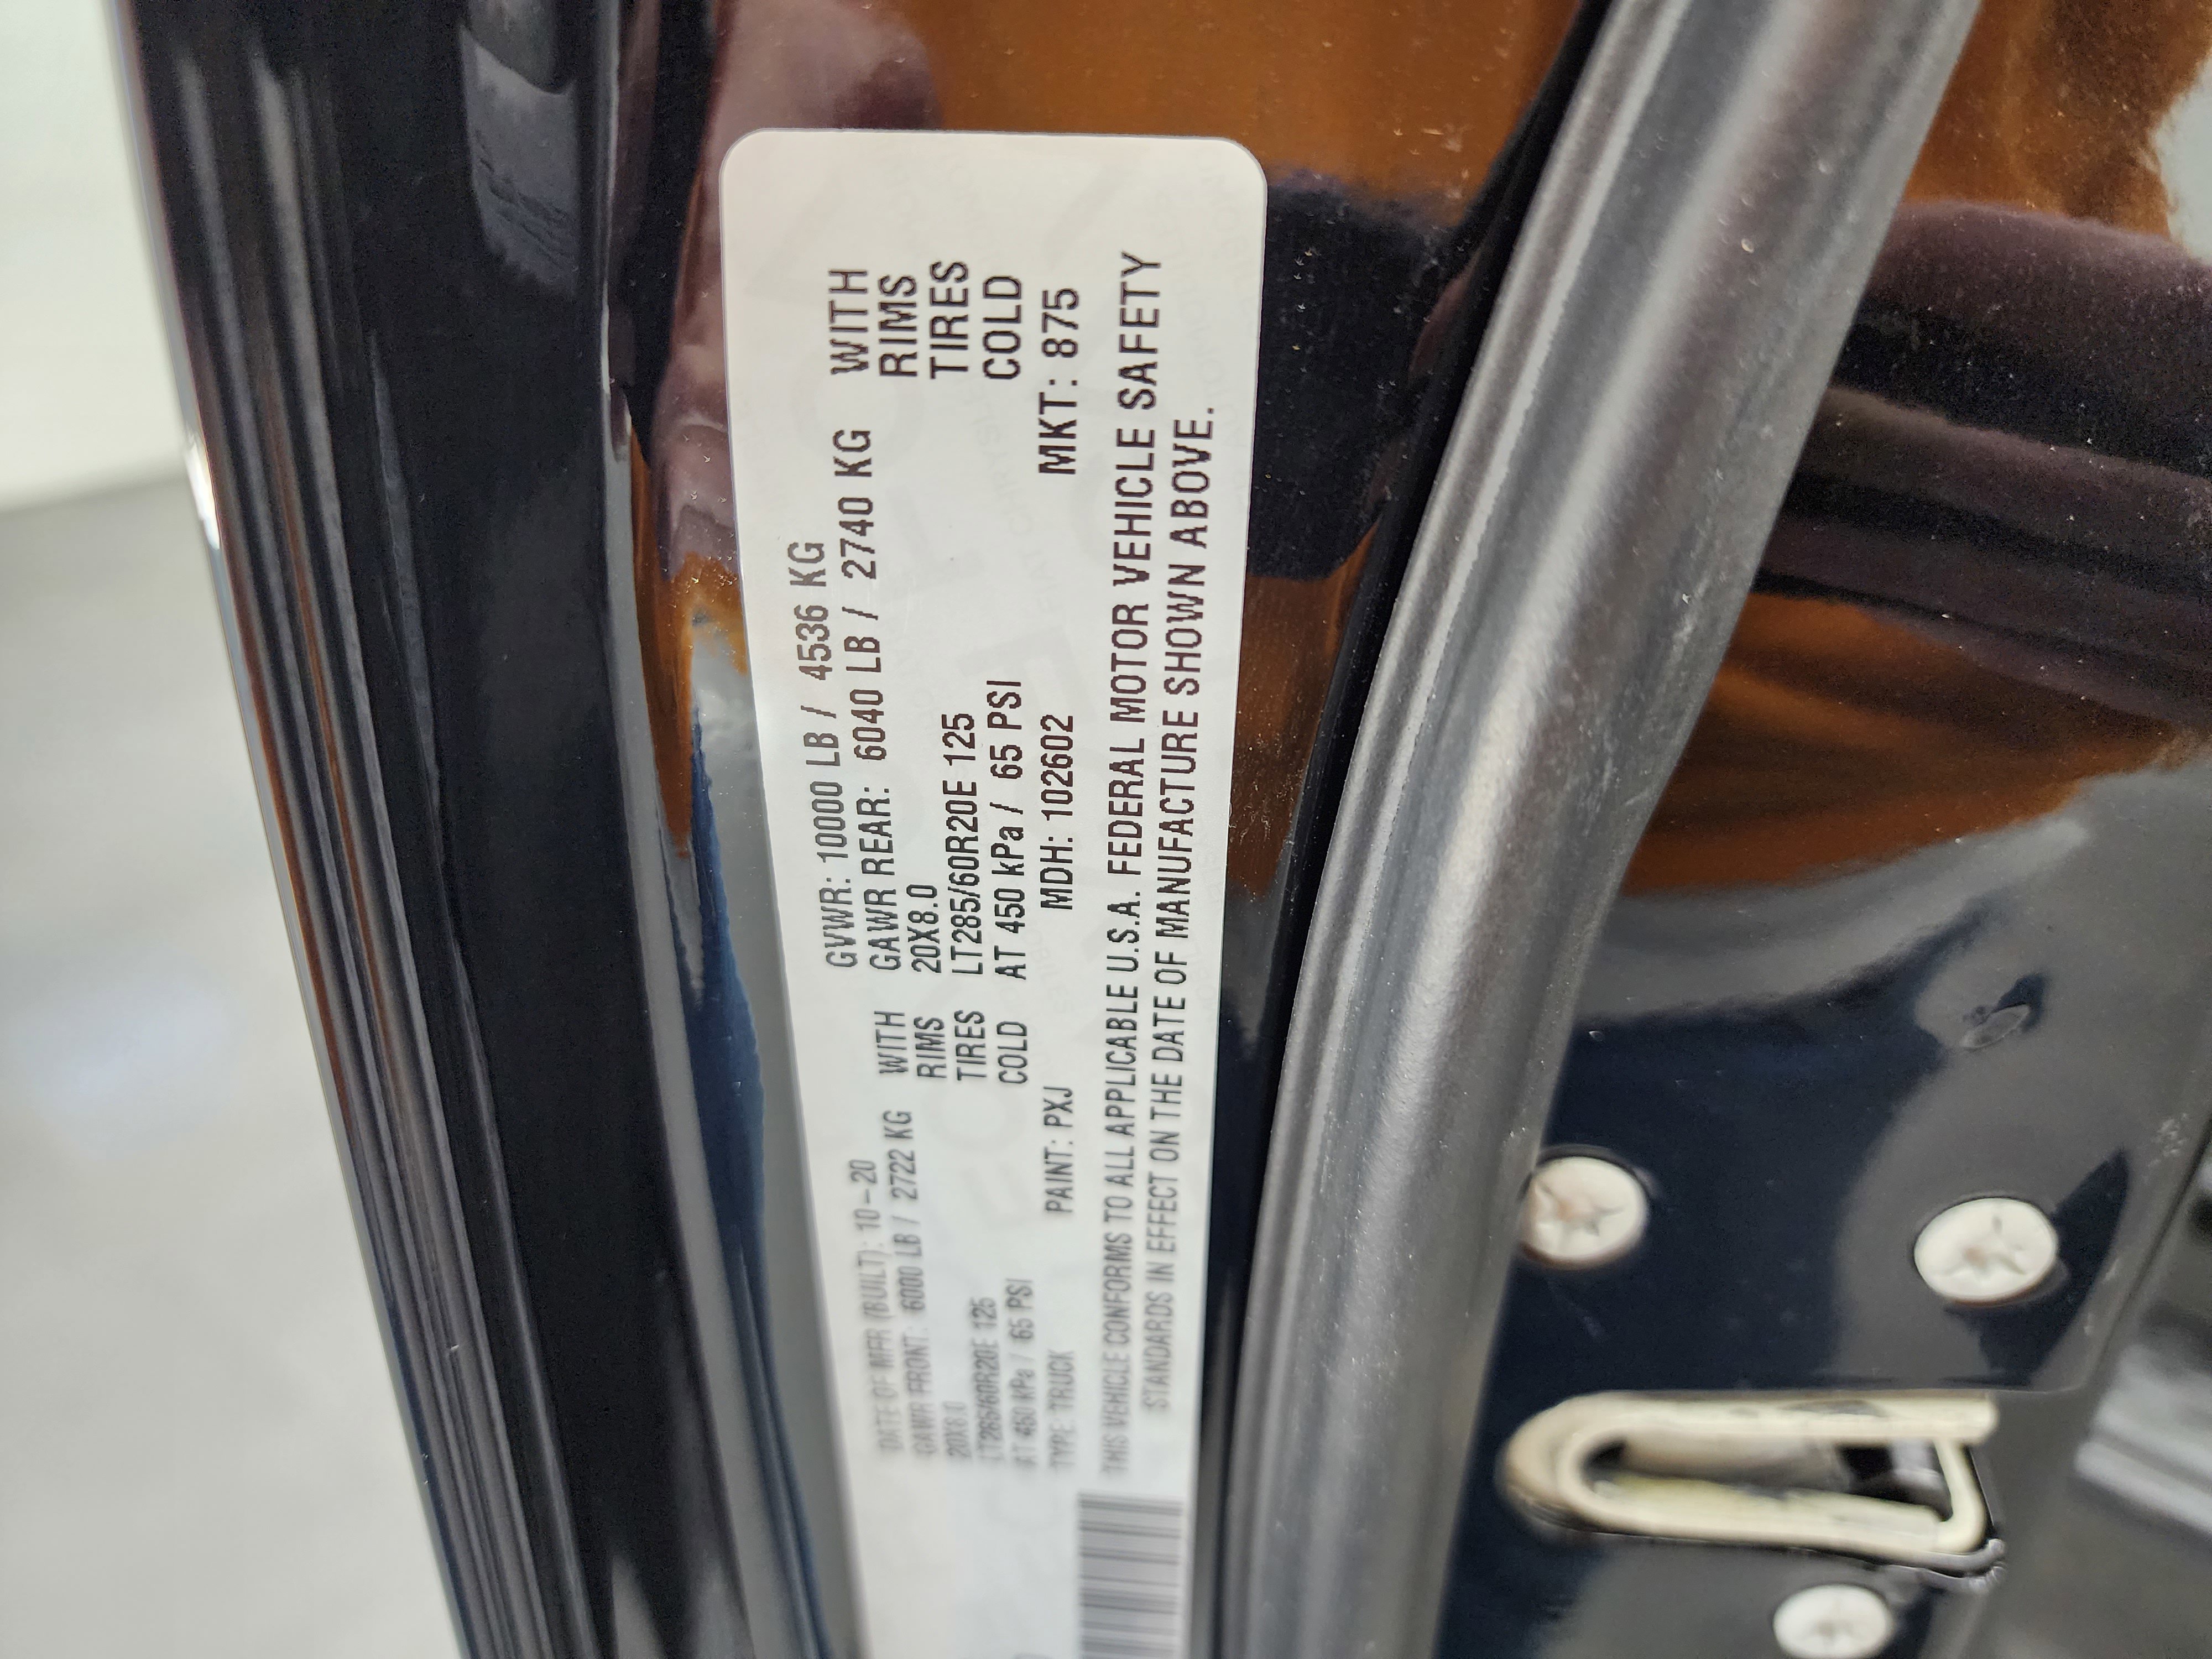 DATE OF MFR (BUILT): 10-20 GVWR: 10000 LB / 4536 KG
GAWR FRONT: 6000 LB / 2722 KG WITH GAWR REAR: 6040 LB / 2740 KG WITH
20X8.0 RIMS 20X8.0 RIMS
LT285/60R20E 125 TIRES LT285/60R20E 125 TIRES
AT 450 kPa / 65 PSI COLD AT 450 kPa / 65 PSI COLD
TYPE: TRUCK PAINT: PXJ MDH: 102602 MKT: 875
THIS VEHICLE CONFORMS TO ALL APPLICABLE U.S.A. FEDERAL MOTOR VEHICLE SAFETY
STANDARDS IN EFFECT ON THE DATE OF MANUFACTURE SHOWN ABOVE.